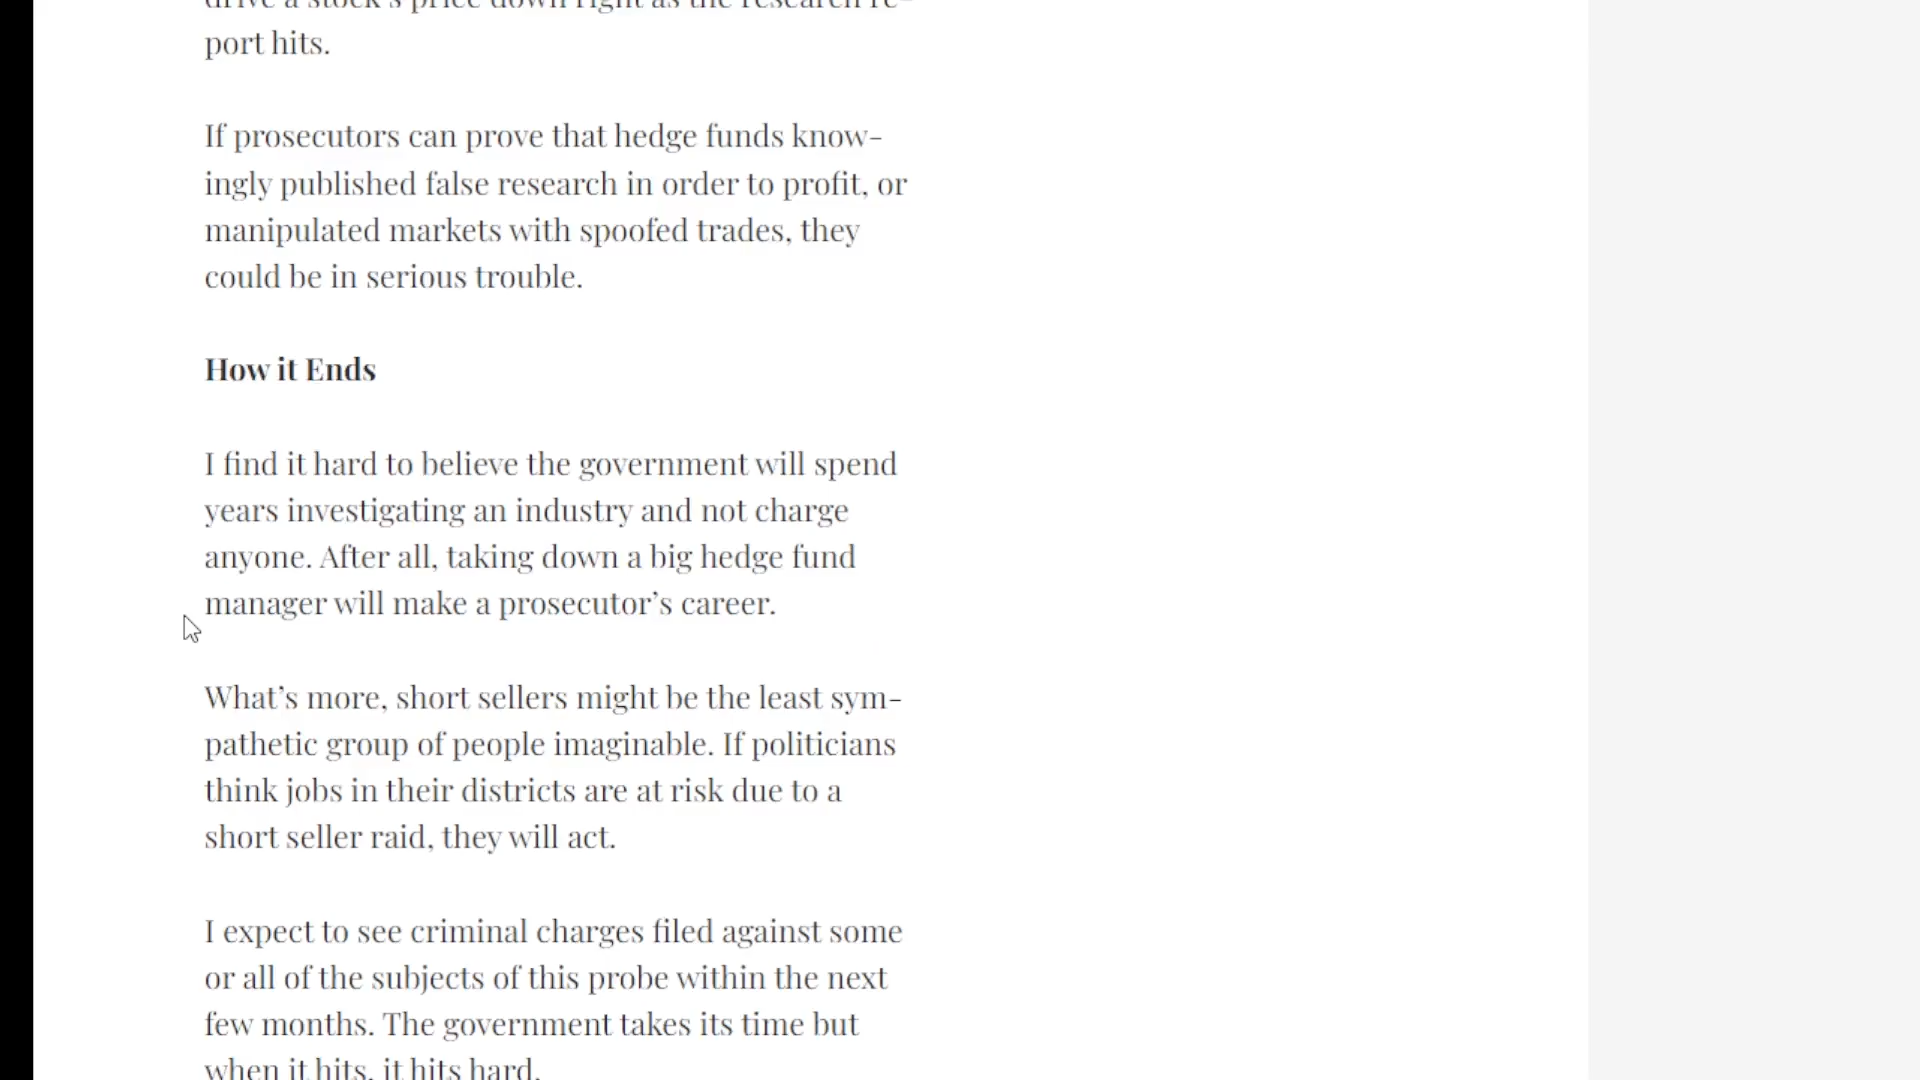 drive a stock's price down right as the research re-
port hits.
If prosecutors can prove that hedge funds know-
ingly published false research in order to profit, or
manipulated markets with spoofed trades, they
could be in serious trouble.
How it Ends
I find it hard to believe the government will spend
years investigating an industry and not charge
anyone. After all, taking down a big hedge fund
manager will make a prosecutor’s career.
What’s more, short sellers might be the least sym-
pathetic group of people imaginable. If politicians
think jobs in their districts are at risk due to a
short seller raid, they will act.
I expect to see criminal charges filed against some
or all of the subjects of this probe within the next
few months. The government takes its time but
when it hits, it hits hard.